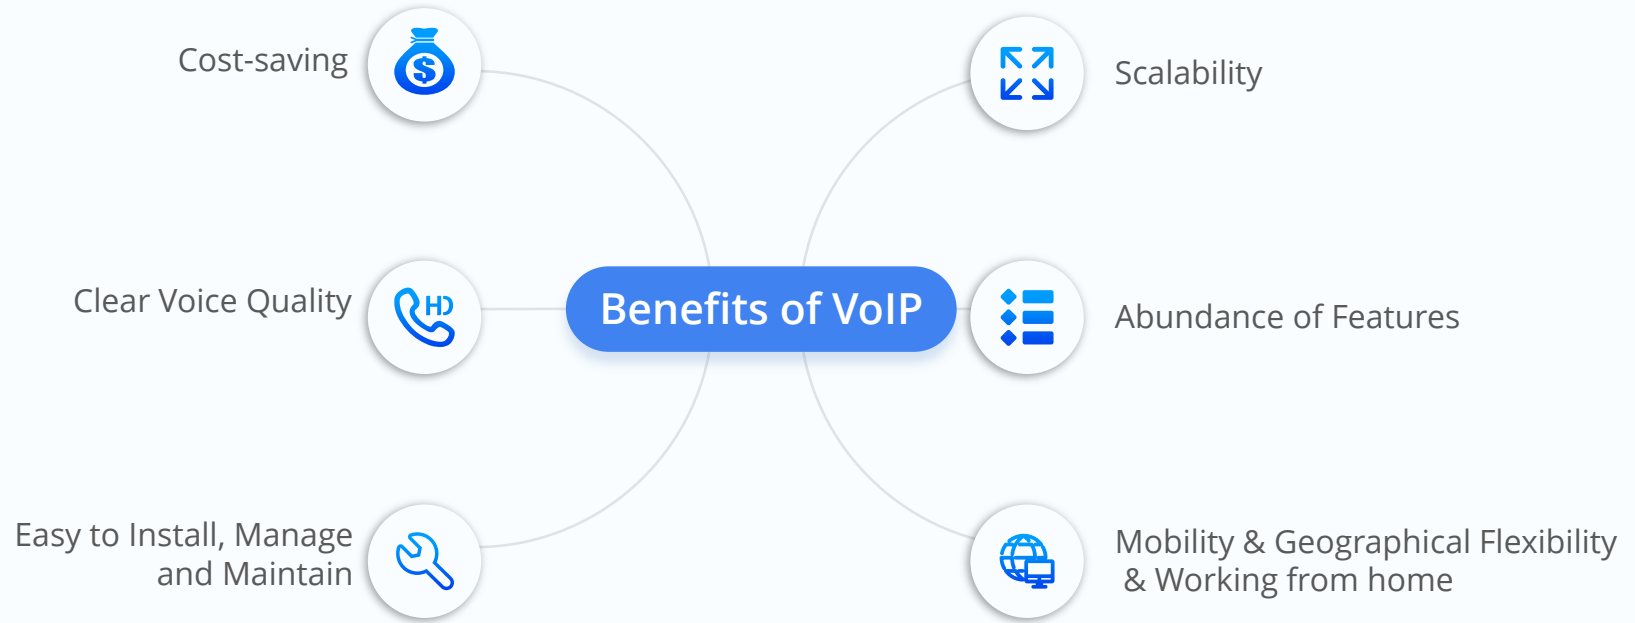 Cost-saving
$
Scalability
Clear Voice Quality
HD
Benefits of VoIP
Abundance of Features
Easy to Install, Manage
and Maintain
Mobility & Geographical Flexibility
& Working from home